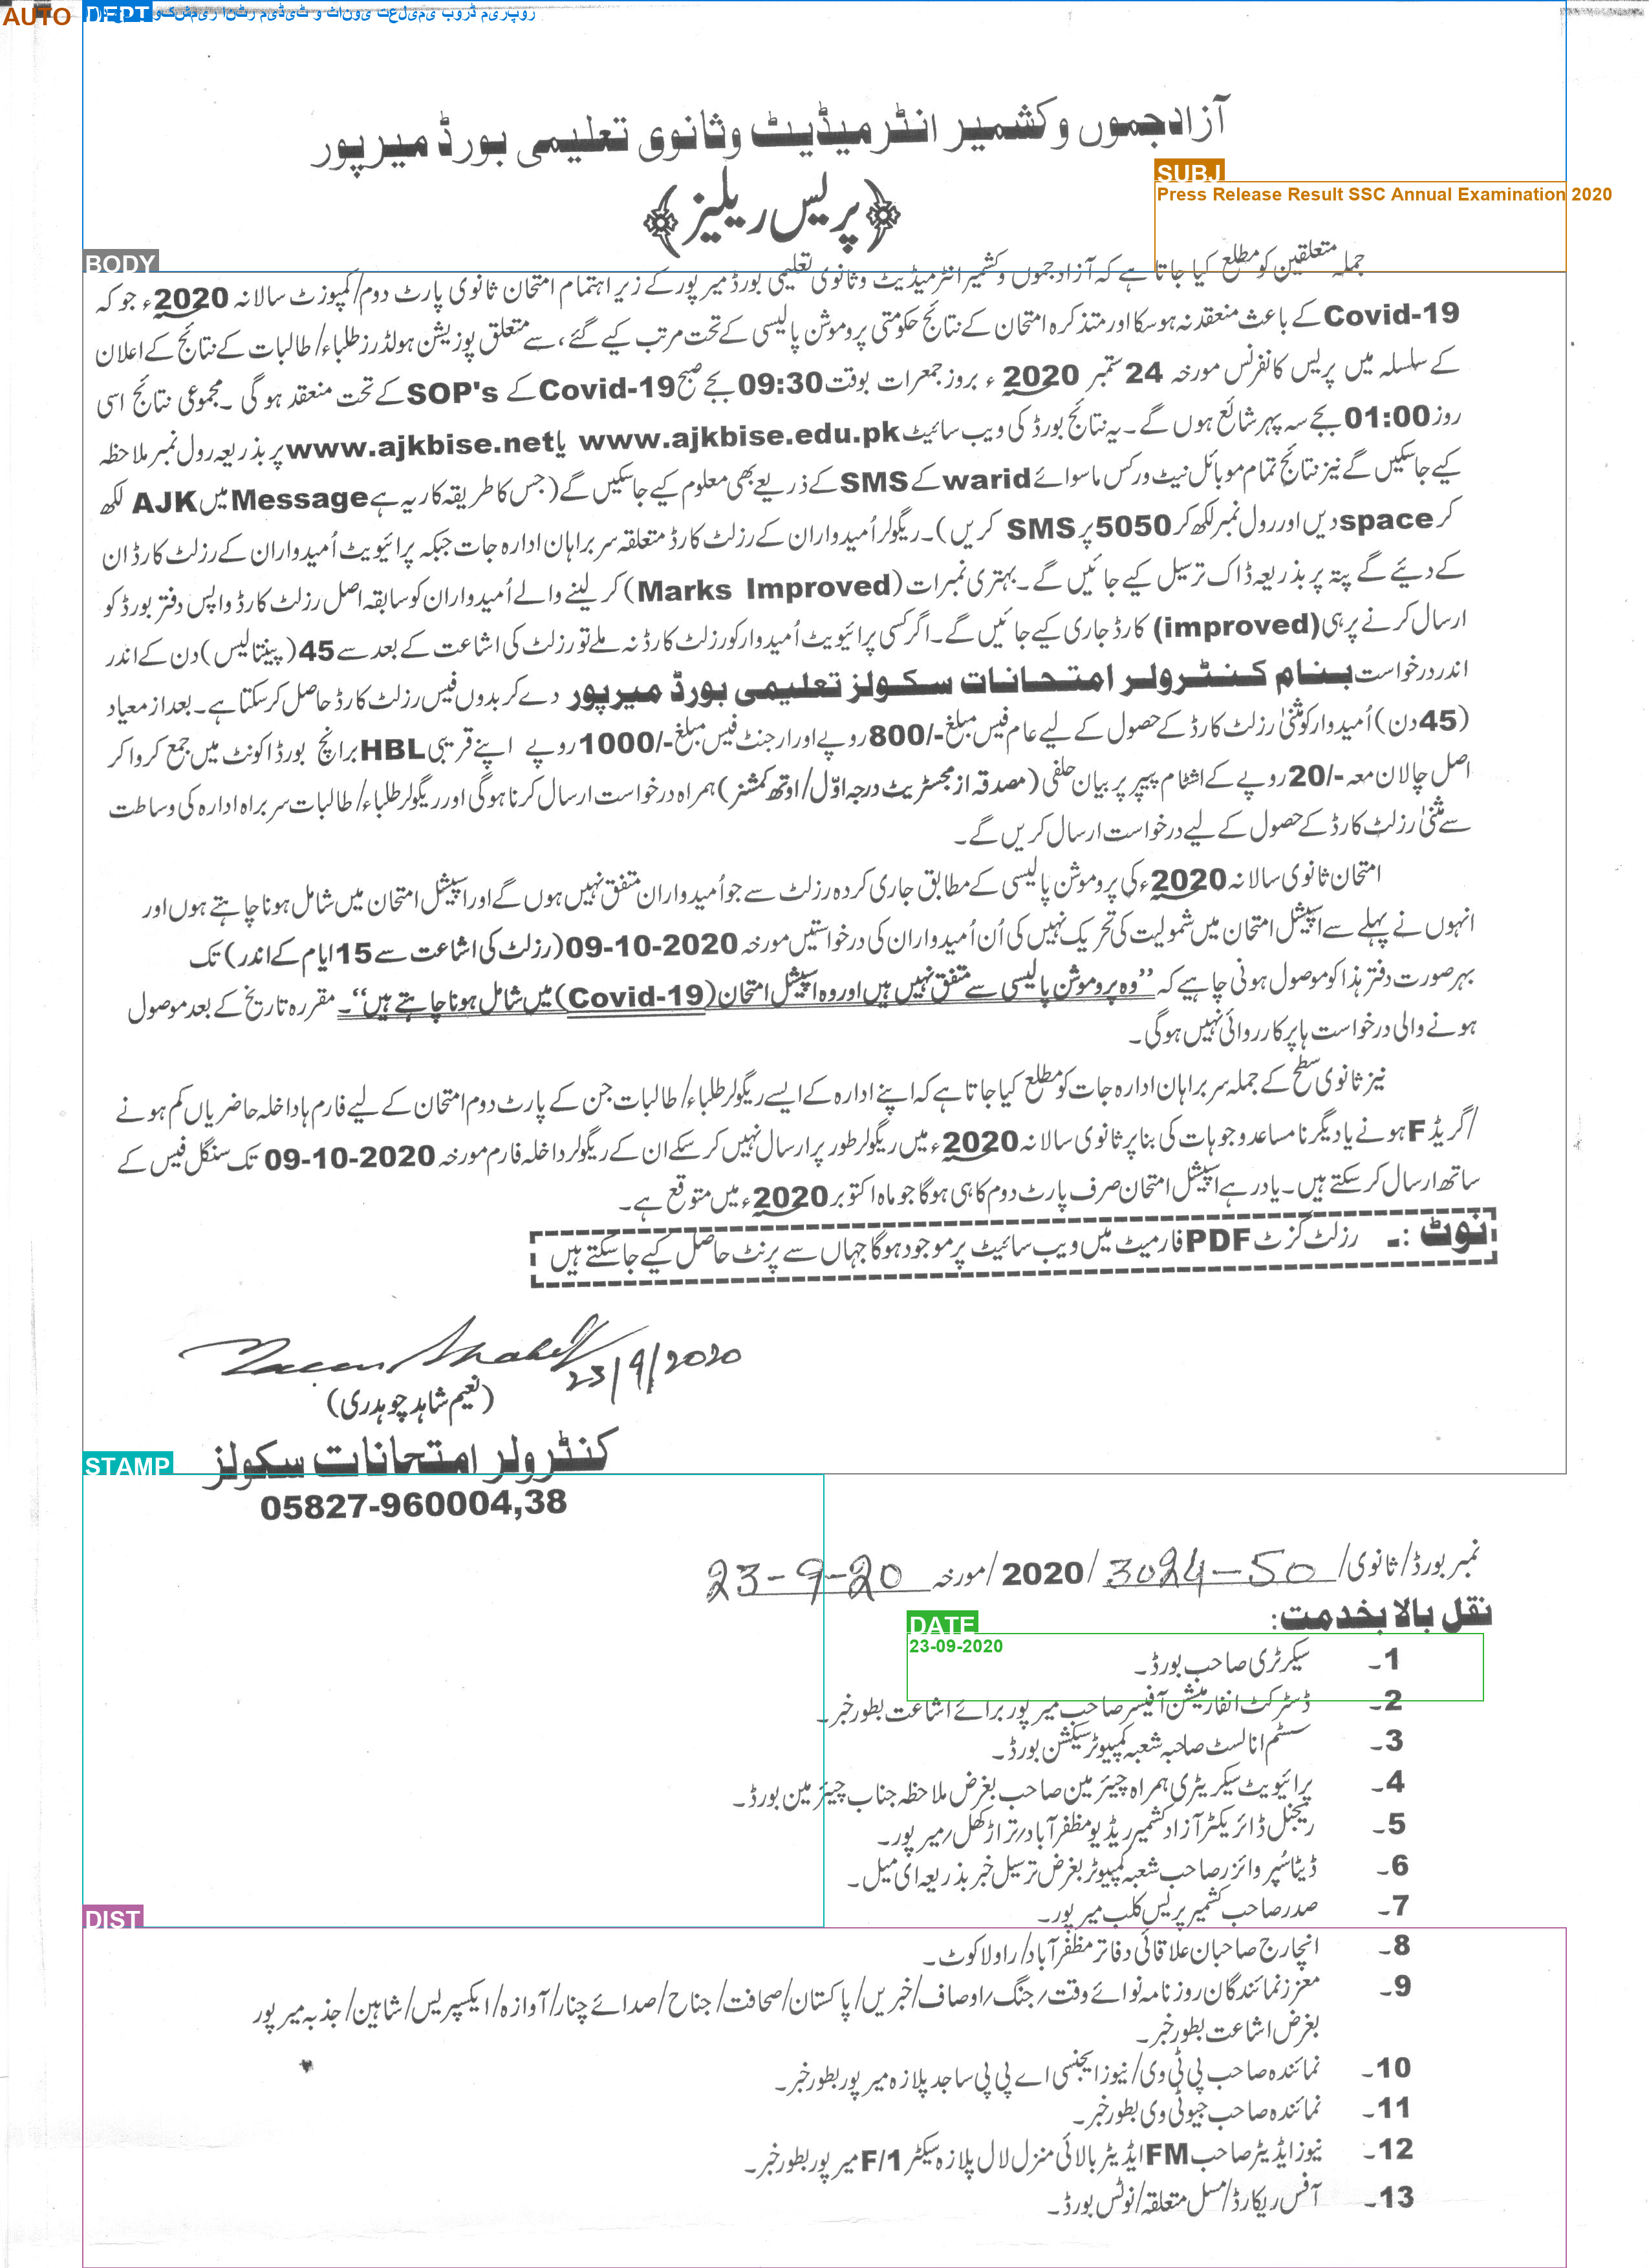 AUTO
DEPT
SUBJ
Press Release Result SSC Annual Examination 2020
آزاد جموں و کشمیر انٹرمیڈیٹ و ثانوی تعلیمی بورڈ میرپور
﴿پریس ریلیز﴾
BODY
جملہ متعلقین کو مطلع کیا جاتا ہے کہ آزاد جموں و کشمیر انٹرمیڈیٹ و ثانوی تعلیمی بورڈ میرپور کے زیر اہتمام امتحان ثانوی پارٹ دوم/کمپوزٹ سالانہ 2020ء جو کہ
Covid-19 کے باعث منعقد نہ ہو سکا اور متذکرہ امتحان کے نتائج حکومتی پروموشن پالیسی کے تحت مرتب کیے گئے، سے متعلق پوزیشن ہولڈرز طلباء/طالبات کے نتائج کے اعلان
کے سلسلہ میں پریس کانفرنس مورخہ 24 ستمبر 2020ء بروز جمعرات بوقت 09:30 بجے صبح Covid-19 کے SOP's کے تحت منعقد ہو گی۔ مجموعی نتائج اسی
روز 01:00 بجے سہ پہر شائع ہوں گے۔ یہ نتائج بورڈ کی ویب سائیٹ www.ajkbise.edu.pk یا www.ajkbise.net پر بذریعہ رول نمبر ملاحظہ
کیے جا سکیں گے نیز نتائج تمام موبائل نیٹ ورکس ماسوائے warid کے SMS کے ذریعے بھی معلوم کیے جا سکیں گے (جس کا طریقہ کار یہ ہے Message میں AJK لکھ
کر space دیں اور رول نمبر لکھ کر 5050 پر SMS کریں)۔ ریگولر اُمیدواران کے رزلٹ کارڈ متعلقہ سربراہان ادارہ جات جبکہ پرائیویٹ اُمیدواران کے رزلٹ کارڈ ان
کے دیئے گے پتہ پر بذریعہ ڈاک ترسیل کیے جائیں گے۔ بہتری نمبرات (Marks Improved) کر لینے والے اُمیدواران کو سابقہ اصل رزلٹ کارڈ واپس دفتر بورڈ کو
ارسال کرنے پر ہی (improved) کارڈ جاری کیے جائیں گے۔ اگر کسی پرائیویٹ اُمیدوار کو رزلٹ کارڈ نہ ملے تو رزلٹ کی اشاعت کے بعد سے 45 (پینتالیس) دن کے اندر
اندر درخواست بنام کنٹرولر امتحانات سکولز تعلیمی بورڈ میرپور دے کر بدوں فیس رزلٹ کارڈ حاصل کر سکتا ہے۔ بعد از معیاد
(45 دن) اُمیدوار کو مثنیٰ رزلٹ کارڈ کے حصول کے لیے عام فیس مبلغ -/800 روپے اور ارجنٹ فیس مبلغ -/1000 روپے اپنے قریبی HBL برانچ بورڈ اکونٹ میں جمع کروا کر
اصل چالان معہ -/20 روپے کے اشٹام پیپر پر بیان حلفی (مصدقہ از مجسٹریٹ درجہ اوّل/اوتھ کمشنر) ہمراہ درخواست ارسال کرنا ہو گی اور ریگولر طلباء/طالبات سربراہ ادارہ کی وساطت
سے مثنیٰ رزلٹ کارڈ کے حصول کے لیے درخواست ارسال کریں گے۔
امتحان ثانوی سالانہ 2020ء کی پروموشن پالیسی کے مطابق جاری کردہ رزلٹ سے جو اُمیدواران متفق نہیں ہوں گے اور اسپیشل امتحان میں شامل ہونا چاہتے ہوں اور
انہوں نے پہلے سے اسپیشل امتحان میں شمولیت کی تحریک نہیں کی اُن اُمیدواران کی درخواستیں مورخہ 09-10-2020 (رزلٹ کی اشاعت سے 15 ایام کے اندر) تک
بہر صورت دفتر ہذا کو موصول ہونی چاہیے کہ ”وہ پروموشن پالیسی سے متفق نہیں ہیں اور وہ اسپیشل امتحان (Covid-19) میں شامل ہونا چاہتے ہیں“۔ مقررہ تاریخ کے بعد موصول
ہونے والی درخواست ہا پر کارروائی نہیں ہو گی۔
نیز ثانوی سطح کے جملہ سربراہان ادارہ جات کو مطلع کیا جاتا ہے کہ اپنے ادارہ کے ایسے ریگولر طلباء/طالبات جن کے پارٹ دوم امتحان کے لیے فارم ہا داخلہ حاضریاں کم ہونے
/گریڈ F ہونے یا دیگر نامساعد وجوہات کی بنا پر ثانوی سالانہ 2020ء میں ریگولر طور پر ارسال نہیں کر سکے ان کے ریگولر داخلہ فارم مورخہ 09-10-2020 تک سنگل فیس کے
ساتھ ارسال کر سکتے ہیں۔ یاد رہے اسپیشل امتحان صرف پارٹ دوم کا ہی ہو گا جو ماہ اکتوبر 2020ء میں متوقع ہے۔
نوٹ:۔ رزلٹ گزٹ PDF فارمیٹ میں ویب سائیٹ پر موجود ہو گا جہاں سے پرنٹ حاصل کیے جا سکتے ہیں
23/9/2020
(نعیم شاہد چوہدری)
کنٹرولر امتحانات سکولز
STAMP
05827-960004,38
نمبر بورڈ/ثانوی/3024-50/2020/مورخہ 23-9-20
نقل بالا بخدمت:
DATE
23-09-2020
1۔ سیکرٹری صاحب بورڈ۔
2۔ ڈسٹرکٹ انفارمیشن آفیسر صاحب میرپور برائے اشاعت بطور خبر۔
3۔ سسٹم انالسٹ صاحبہ شعبہ کمپیوٹر سیکشن بورڈ۔
4۔ پرائیویٹ سیکریٹری ہمراہ چیئرمین صاحب بغرض ملاحظہ جناب چیئرمین بورڈ۔
5۔ ریجنل ڈائریکٹر آزاد کشمیر ریڈیو مظفرآباد/تراڑکھل/میرپور۔
6۔ ڈیٹا سُپروائزر صاحب شعبہ کمپیوٹر بغرض ترسیل خبر بذریعہ ای میل۔
7۔ صدر صاحب کشمیر پریس کلب میرپور۔
DIST
8۔ انچارج صاحبان علاقائی دفاتر مظفرآباد/راولاکوٹ۔
9۔ معزز نمائندگان روزنامہ نوائے وقت/جنگ/اوصاف/خبریں/پاکستان/صحافت/جناح/صدائے چنار/آوازہ/ایکسپریس/شاہین/جذبہ میرپور
بغرض اشاعت بطور خبر۔
10۔ نمائندہ صاحب پی ٹی وی/نیوز ایجنسی اے پی پی ساجد پلازہ میرپور بطور خبر۔
11۔ نمائندہ صاحب جیو ٹی وی بطور خبر۔
12۔ نیوز ایڈیٹر صاحب FM ایڈیٹر بالائی منزل لال پلازہ سیکٹر F/1 میرپور بطور خبر۔
13۔ آفس ریکارڈ/مسل متعلقہ/نوٹس بورڈ۔